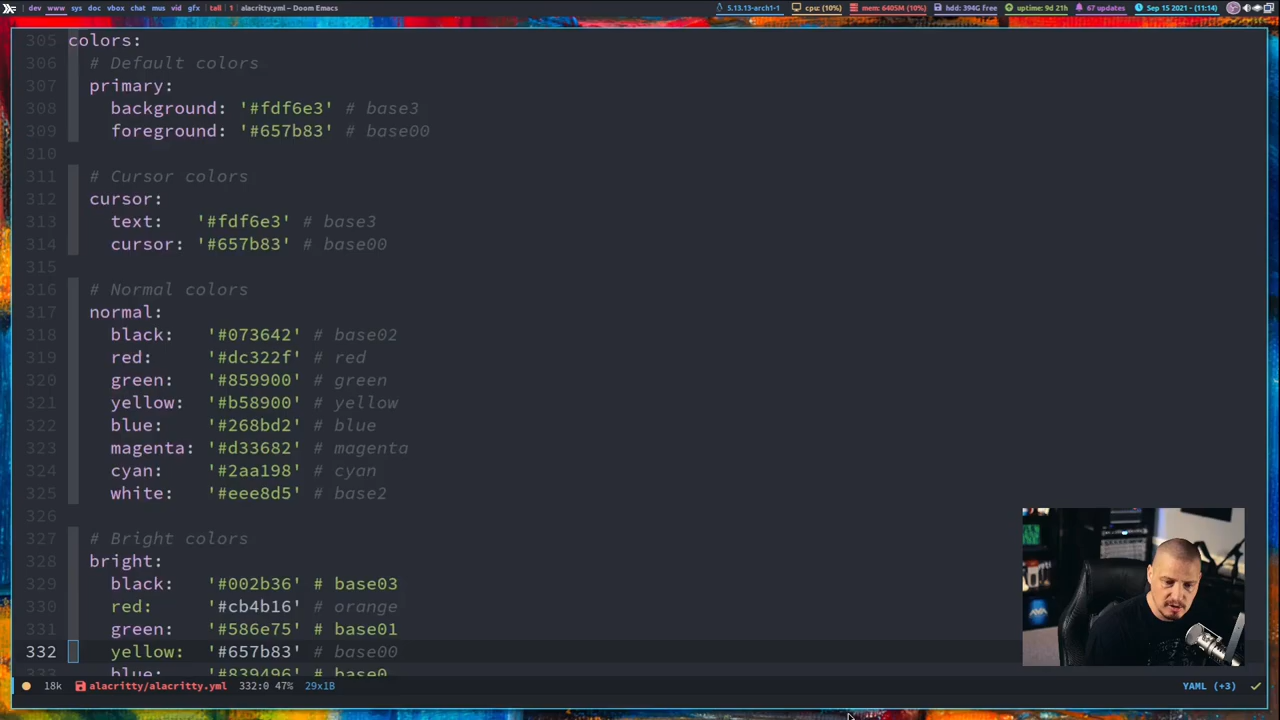 dev www sys doc vbox chat mus vid gfx | tall | 1 | alacritty.yml – Doom Emacs 5.13.13-arch1-1 cpu (10%) mem: 6405M (10%) hdd: 394G free uptime: 9d 21h 67 updates Sep 15 2021 - (11:14)
305 colors:
306 # Default colors
307 primary:
308 background: '#fdf6e3' # base3
309 foreground: '#657b83' # base00
310
311 # Cursor colors
312 cursor:
313 text: '#fdf6e3' # base3
314 cursor: '#657b83' # base00
315
316 # Normal colors
317 normal:
318 black: '#073642' # base02
319 red: '#dc322f' # red
320 green: '#859900' # green
321 yellow: '#b58900' # yellow
322 blue: '#268bd2' # blue
323 magenta: '#d33682' # magenta
324 cyan: '#2aa198' # cyan
325 white: '#eee8d5' # base2
326
327 # Bright colors
328 bright:
329 black: '#002b36' # base03
330 red: '#cb4b16' # orange
331 green: '#586e75' # base01
332 yellow: '#657b83' # base00
333 blue: '#839496' # base0
18k alacritty/alacritty.yml 332:0 47% 29x1B YAML (+3)